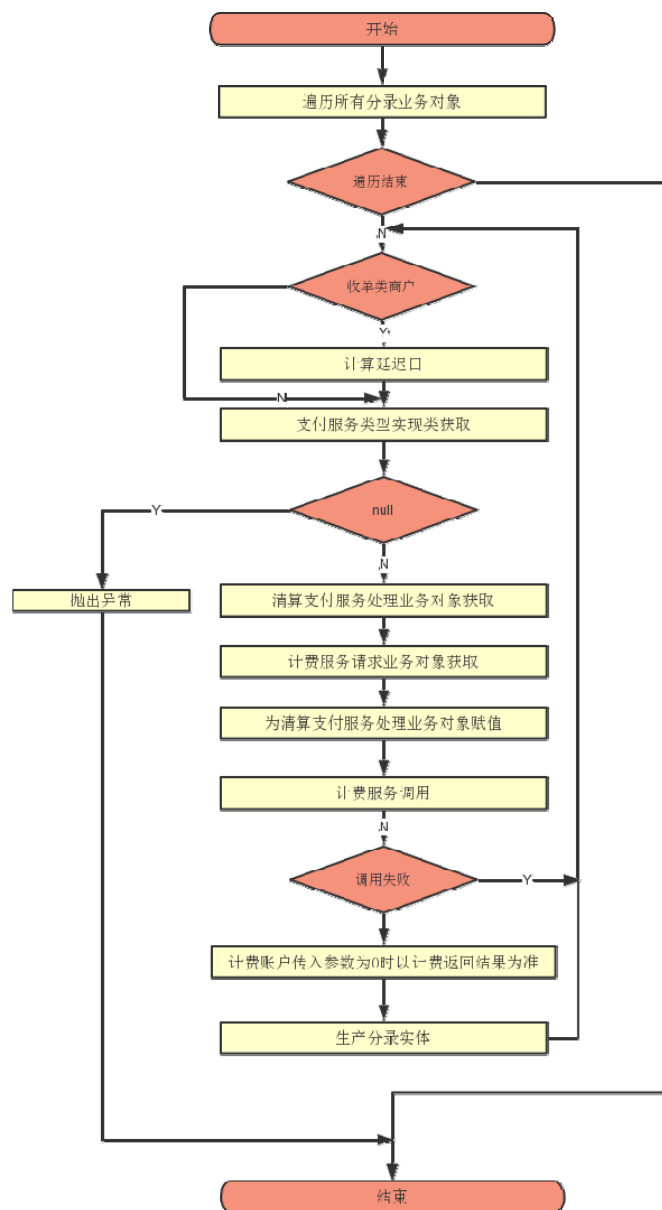 开始
遍历所有分录业务对象
遍历结束
N
收单类商户
Y
计算延迟口
N
支付服务类型实现类获取
null
Y
N
抛出异常
清算支付服务处理业务对象获取
计费服务请求业务对象获取
为清算支付服务处理业务对象赋值
计费服务调用
N
调用失败
Y
计费账户传入参数为0时以计费返回结果为准
生产分录实体
结束